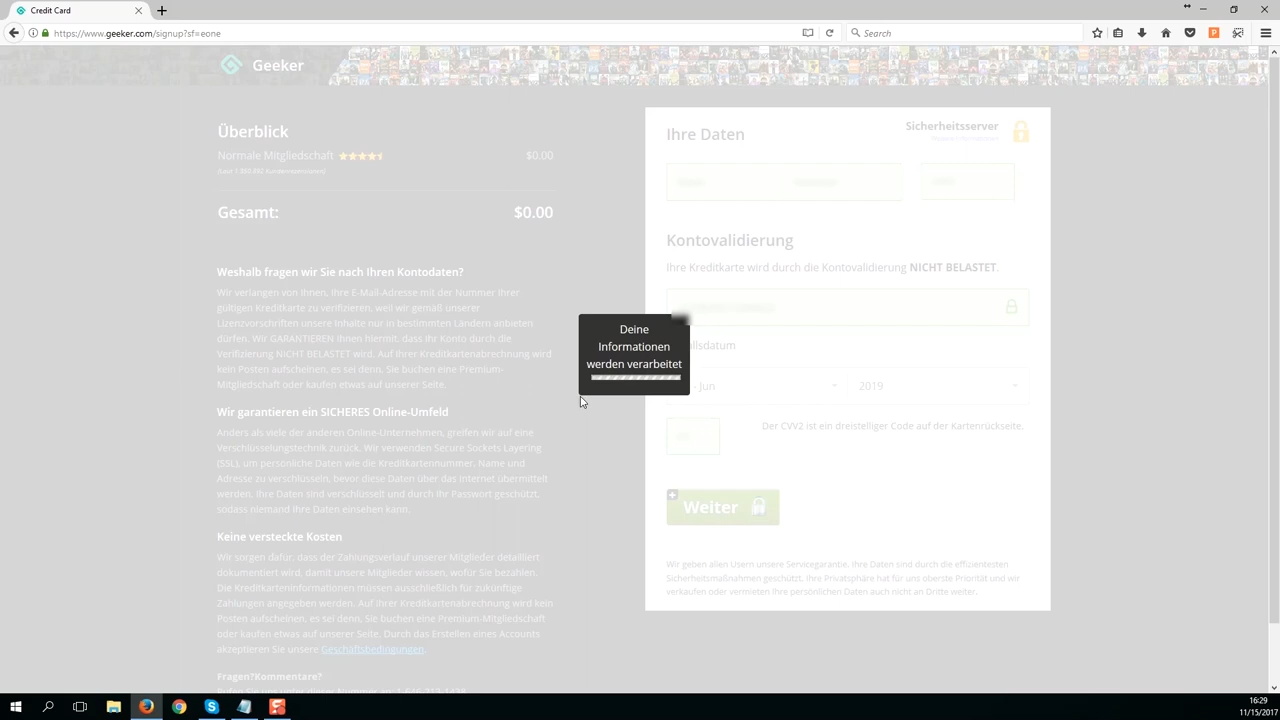 Credit Card
https://www.geeker.com/signup?sf=eone
Search
Geeker
Überblick
Normale Mitgliedschaft
$0.00
Gesamt:
$0.00
Weshalb fragen wir Sie nach Ihren Kontodaten?
Wir verlangen von Ihnen, Ihre E-Mail-Adresse mit der Nummer Ihrer
gültigen Kreditkarte zu verifizieren, weil wir gemäß unserer
Lizenzvorschriften unsere Inhalte nur in bestimmten Ländern anbieten
dürfen. Wir GARANTIEREN Ihnen hiermit, dass Ihr Konto durch die
Verifizierung NICHT BELASTET wird. Auf Ihrer Kreditkartenabrechnung wird
kein Posten aufscheinen, es sei denn, Sie buchen eine Premium-
Mitgliedschaft oder kaufen etwas auf unserer Seite.
Wir garantieren ein SICHERES Online-Umfeld
Anders als viele der anderen Online-Unternehmen, greifen wir auf eine
Verschlüsselungstechnik zurück. Wir verwenden Secure Sockets Layering
(SSL), um persönliche Daten wie die Kreditkartennummer, Name und
Adresse zu verschlüsseln, bevor diese Daten über das Internet übermittelt
werden. Ihre Daten sind verschlüsselt und durch Ihr Passwort geschützt,
sodass niemand Ihre Daten einsehen kann.
Keine versteckte Kosten
Wir sorgen dafür, dass der Zahlungsverlauf unserer Mitglieder detailliert
dokumentiert wird, damit unsere Mitglieder wissen, wofür Sie bezahlen.
Die Kreditkarteninformationen müssen ausschließlich für zukünftige
Zahlungen angegeben werden. Auf Ihrer Kreditkartenabrechnung wird kein
Posten aufscheinen, es sei denn, Sie buchen eine Premium-Mitgliedschaft
oder kaufen etwas auf unserer Seite. Durch das Erstellen eines Accounts
akzeptieren Sie unsere Geschäftsbedingungen.
Fragen?Kommentare?
Ihre Daten
Sicherheitsserver
Kontovalidierung
Ihre Kreditkarte wird durch die Kontovalidierung NICHT BELASTET.
Deine
Informationen
werden verarbeitet
llsdatum
- Jun
2019
Der CVV2 ist ein dreistelliger Code auf der Kartenrückseite.
Weiter
Wir geben allen Usern unsere Servicegarantie. Ihre Daten sind durch die effizientesten
Sicherheitsmaßnahmen geschützt. Ihre Privatsphäre hat für uns oberste Priorität und wir
verkaufen oder vermieten Ihre persönlichen Daten auch nicht an Dritte weiter.
16:29
11/15/2017